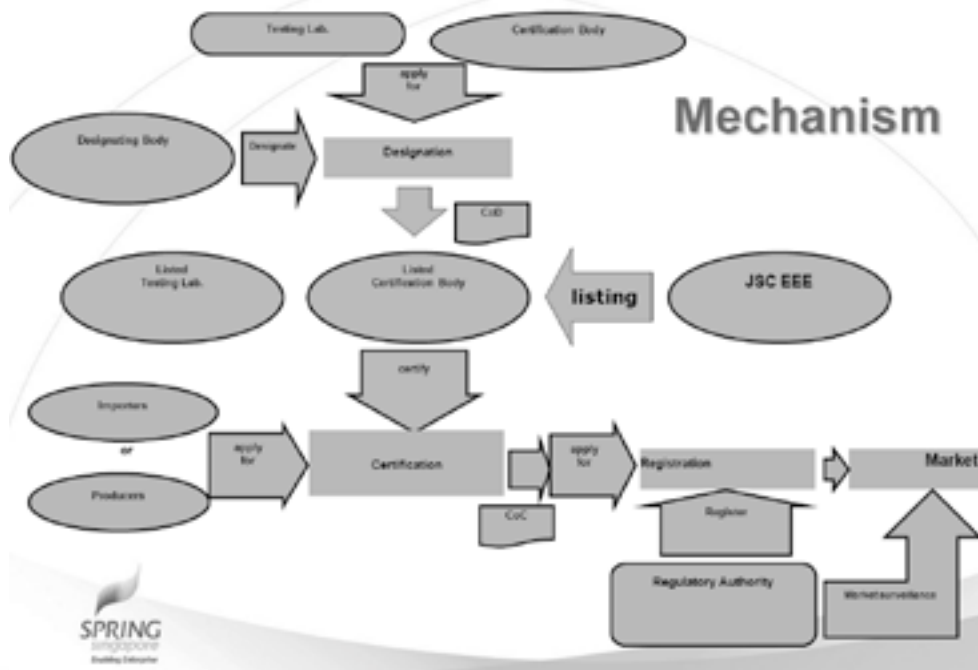 Testing Lab.
Certification Body
apply
for
Mechanism
Designating Body
Designate
Designation
CoD
Listed
Testing Lab.
Listed
Certification Body
listing
JSC EEE
certify
Importers
or
Producers
apply
for
Certification
CoC
apply
for
Registration
Market
Register
Regulatory Authority
Market surveillance
SPRING
singapore
Enabling Enterprise